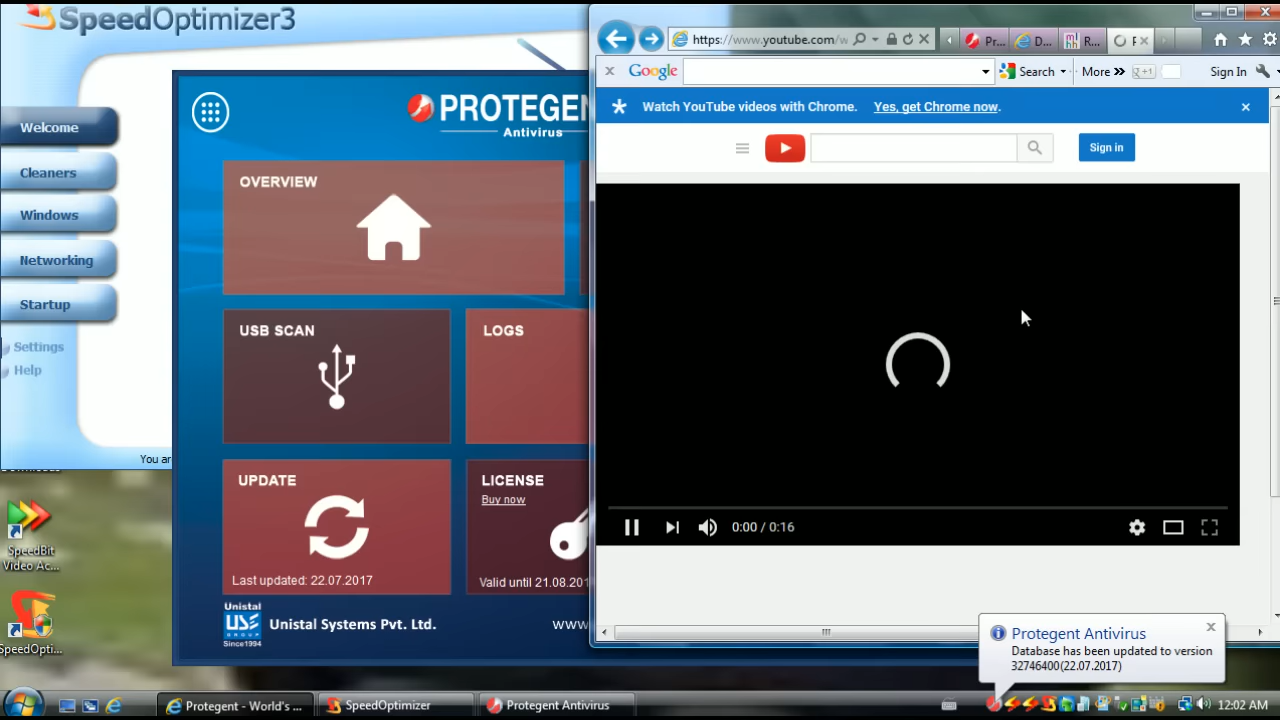 SpeedOptimizer3
Welcome
Cleaners
Windows
Networking
Startup
Settings
Help
You ar
SpeedBit
Video Ac...
SpeedOpti...
PROTEGEN
Antivirus
OVERVIEW
USB SCAN
LOGS
UPDATE
Last updated: 22.07.2017
LICENSE
Buy now
Valid until 21.08.201
Unistal
USE
GROUP
Since1994
Unistal Systems Pvt. Ltd.
www
https://www.youtube.com/w
Pr...
D...
R...
Google
Search
More
+1
Sign In
Watch YouTube videos with Chrome. Yes, get Chrome now.
Sign in
0:00 / 0:16
Protegent Antivirus
Database has been updated to version
32746400(22.07.2017)
Protegent - World's ...
SpeedOptimizer
Protegent Antivirus
12:02 AM